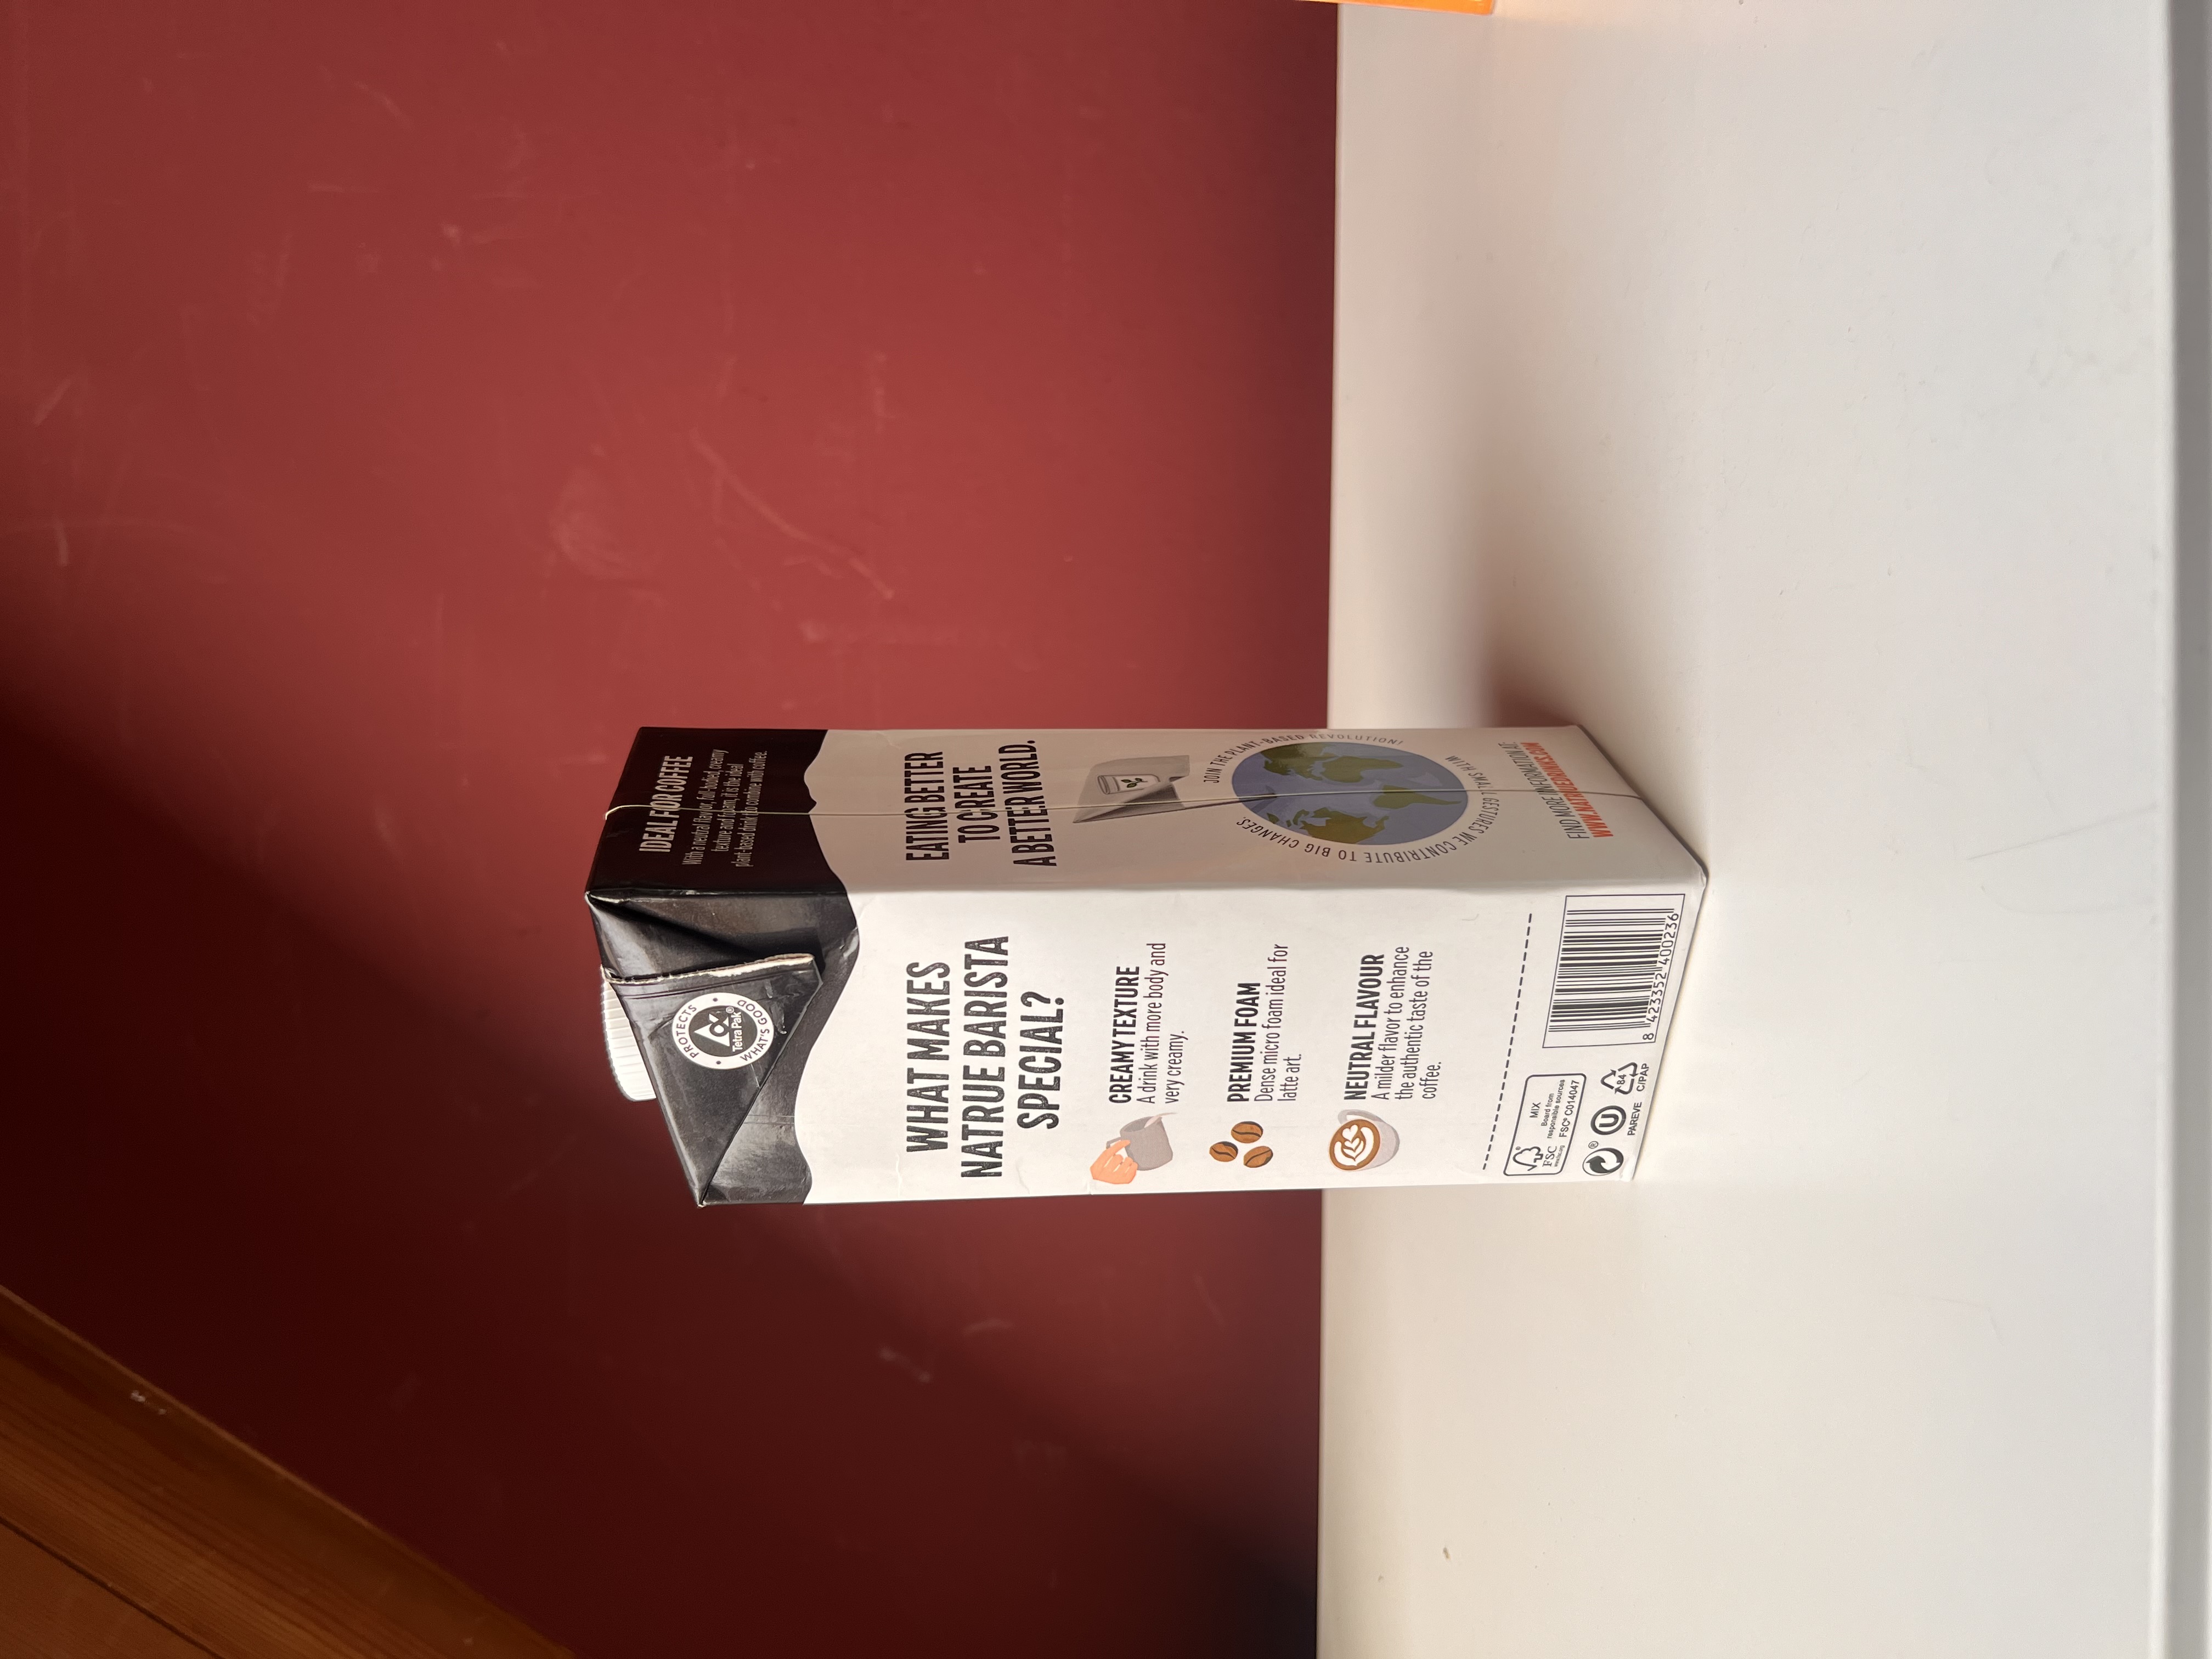 PROTECTS
Tetra Pak®
WHAT'S GOOD
WHAT MAKES
NATRUE BARISTA
SPECIAL?
CREAMY TEXTURE
A drink with more body and
very creamy.
PREMIUM FOAM
Dense micro foam ideal for
latte art.
NEUTRAL FLAVOUR
A milder flavor to enhance
the authentic taste of the
coffee.
FSC
www.fsc.org
MIX
Board from
responsible sources
FSC® C014047
®
U
PAREVE
84
C/PAP
8 423352 400236
IDEAL FOR COFFEE
With a neutral flavor, full-bodied, creamy
texture and foam, it is the ideal
plant-based drink to combine with coffee.
EATING BETTER
TO CREATE
A BETTER WORLD.
JOIN THE PLANT-BASED REVOLUTION!
WITH SMALL GESTURES WE CONTRIBUTE TO BIG CHANGES.
FIND MORE INFORMATION AT:
WWW.NATRUEDRINKS.COM